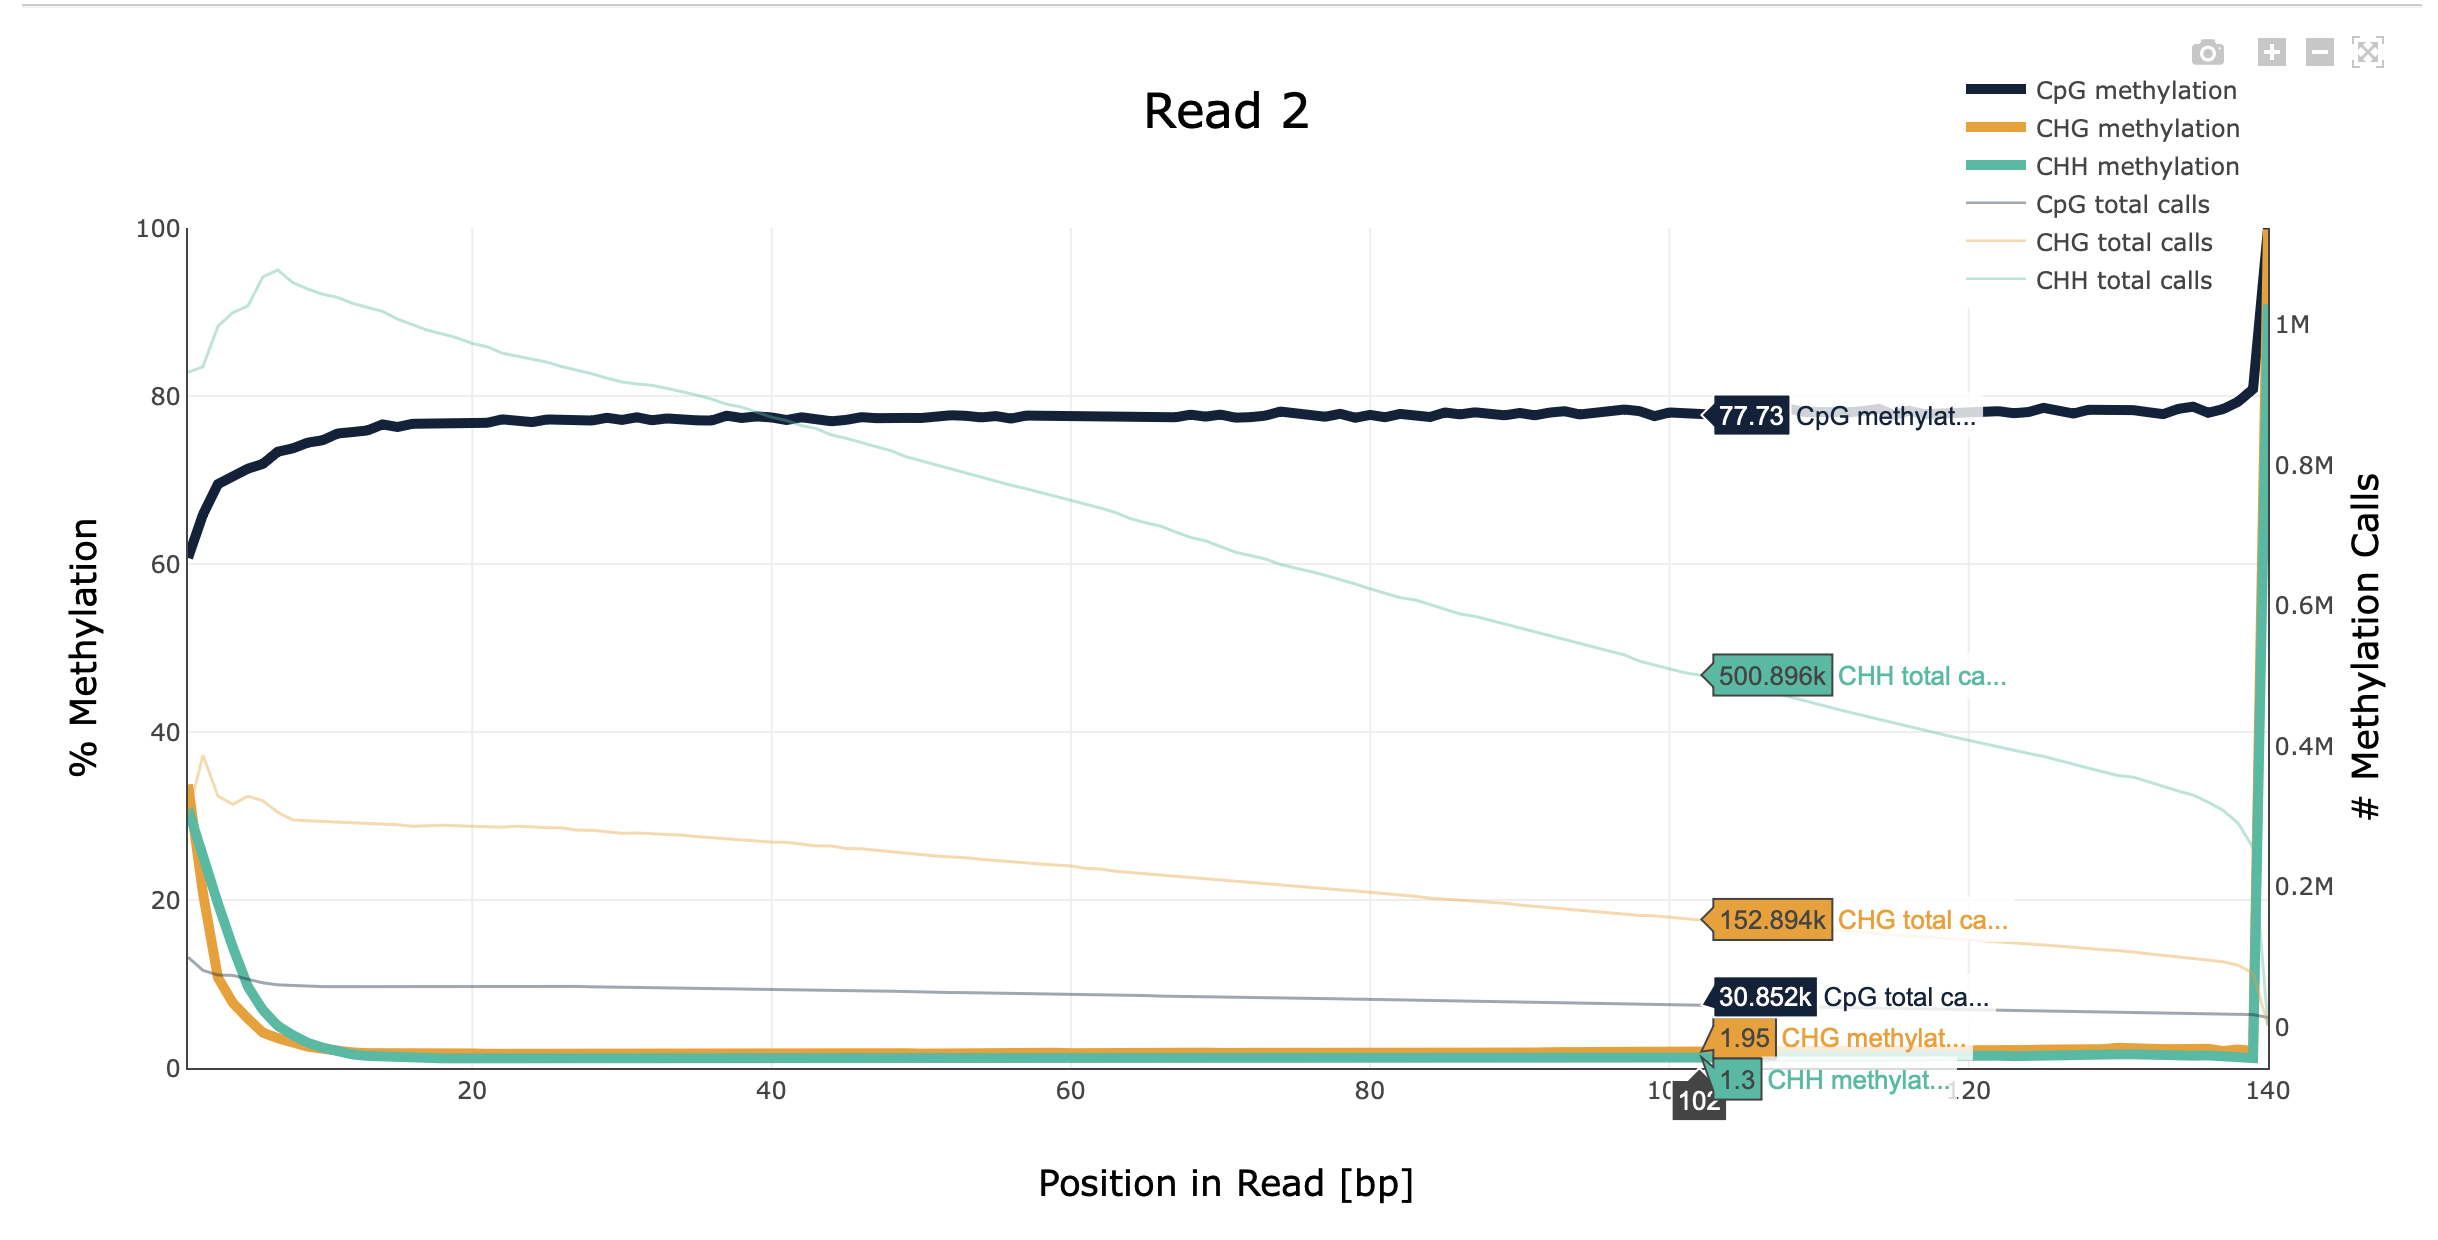 Read 2
CpG methylation
CHG methylation
CHH methylation
CpG total calls
CHG total calls
CHH total calls
100
80
60
40
20
0
% Methylation
1M
0.8M
0.6M
0.4M
0.2M
0
# Methylation Calls
77.73 CpG methylat...
500.896k CHH total ca...
152.894k CHG total ca...
30.852k CpG total ca...
1.95 CHG methylat...
1.3 CHH methylat...
102
20 40 60 80 120 140
Position in Read [bp]